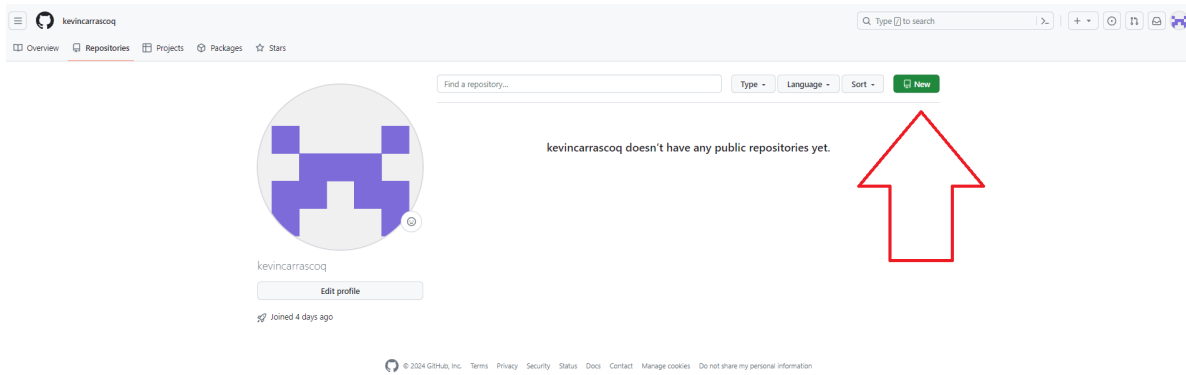 kevincarrascoq
Type / to search
Overview Repositories Projects Packages Stars
Find a repository...
Type Language Sort New
kevincarrascoq doesn't have any public repositories yet.
kevincarrascoq
Edit profile
Joined 4 days ago
© 2024 GitHub, Inc. Terms Privacy Security Status Docs Contact Manage cookies Do not share my personal information